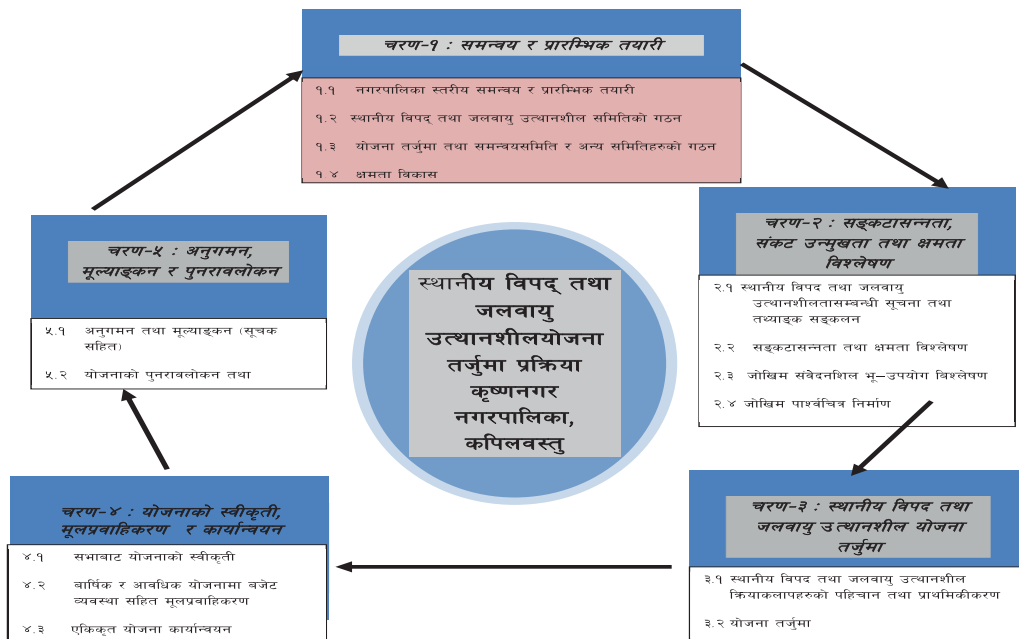 चरण-१ : समन्वय र प्रारम्भिक तयारी
१.१ नगरपालिका स्तरीय समन्वय र प्रारम्भिक तयारी
१.२ स्थानीय विपद् तथा जलवायु उत्थानशील समितिको गठन
१.३ योजना तर्जुमा तथा समन्वयसमिति र अन्य समितिहरुको गठन
१.४ क्षमता विकास
चरण-२ : सङ्कटासन्नता,
संकट उन्मुखता तथा क्षमता
विश्लेषण
२.१ स्थानीय विपद तथा जलवायु
उत्थानशीलतासम्बन्धी सूचना तथा
तथ्याङ्क सङ्कलन
२.२ सङ्कटासन्नता तथा क्षमता विश्लेषण
२.३ जोखिम संवेदनशिल भू–उपयोग विश्लेषण
२.४ जोखिम पार्श्वचित्र निर्माण
चरण-३ : स्थानीय विपद तथा
जलवायु उत्थानशील योजना
तर्जुमा
३.१ स्थानीय विपद तथा जलवायु उत्थानशील
क्रियाकलापहरुको पहिचान तथा प्राथमिकीकरण
३.२ योजना तर्जुमा
चरण-४ : योजनाको स्वीकृती,
मूलप्रवाहिकरण र कार्यान्वयन
४.१ सभाबाट योजनाको स्वीकृती
४.२ बार्षिक र आवधिक योजनामा बजेट
व्यवस्था सहित मूलप्रवाहिकरण
४.३ एकिकृत योजना कार्यान्वयन
चरण-५ : अनुगमन,
मूल्याङ्कन र पुनरावलोकन
५.१ अनुगमन तथा मूल्याङ्कन (सूचक
सहित)
५.२ योजनाको पुनरावलोकन तथा
स्थानीय विपद् तथा
जलवायु
उत्थानशीलयोजना
तर्जुमा प्रक्रिया
कृष्णनगर
नगरपालिका,
कपिलवस्तु